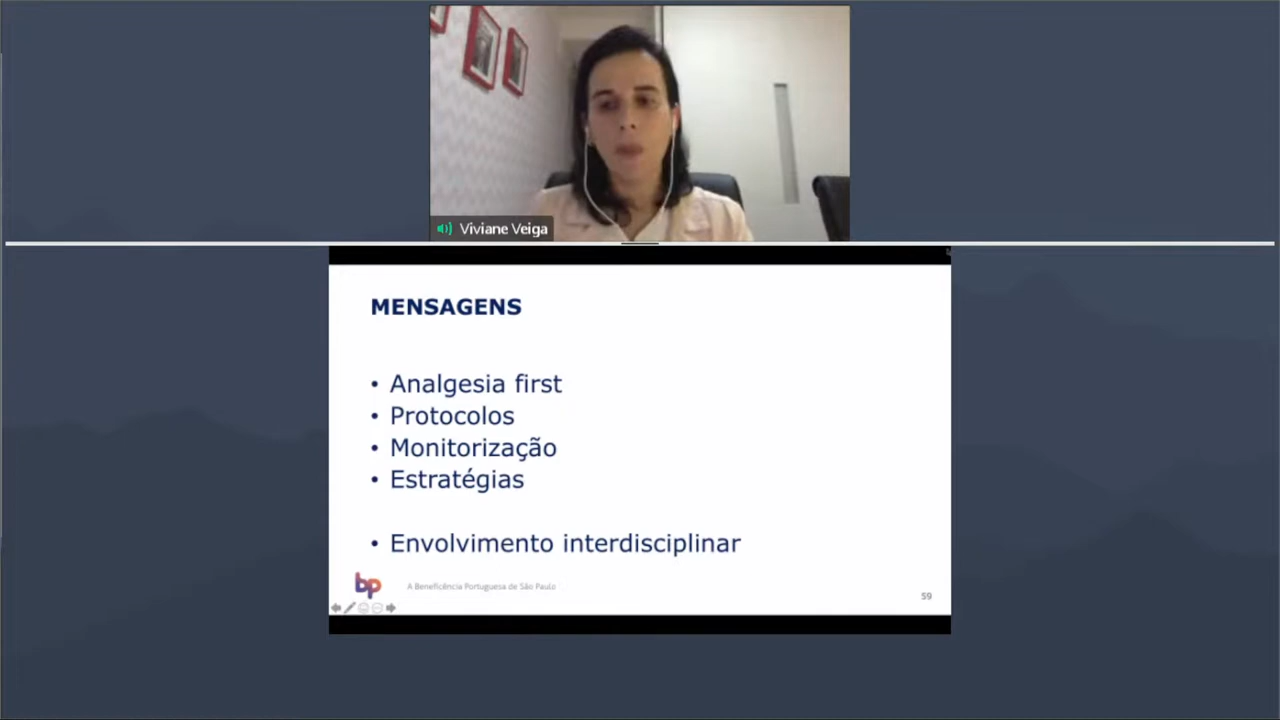 Viviane Veiga
MENSAGENS
• Analgesia first
• Protocolos
• Monitorização
• Estratégias
• Envolvimento interdisciplinar
bp
A Beneficência Portuguesa de São Paulo
59